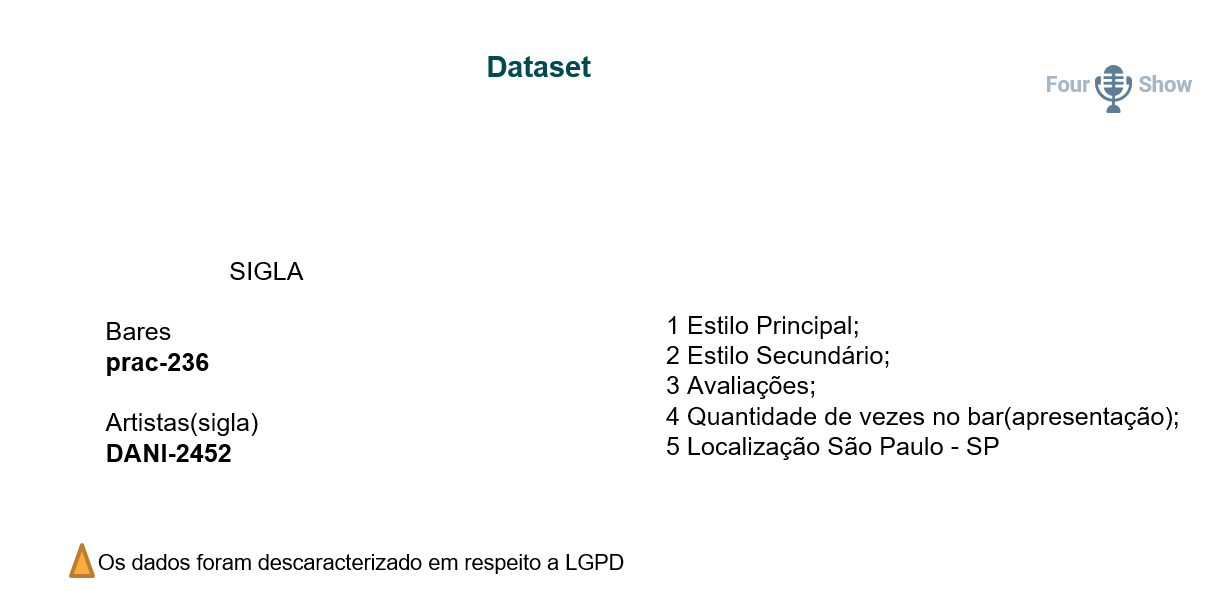 Dataset
Four Show
SIGLA
Bares
prac-236
Artistas(sigla)
DANI-2452
1 Estilo Principal;
2 Estilo Secundário;
3 Avaliações;
4 Quantidade de vezes no bar(apresentação);
5 Localização São Paulo - SP
Os dados foram descaracterizado em respeito a LGPD